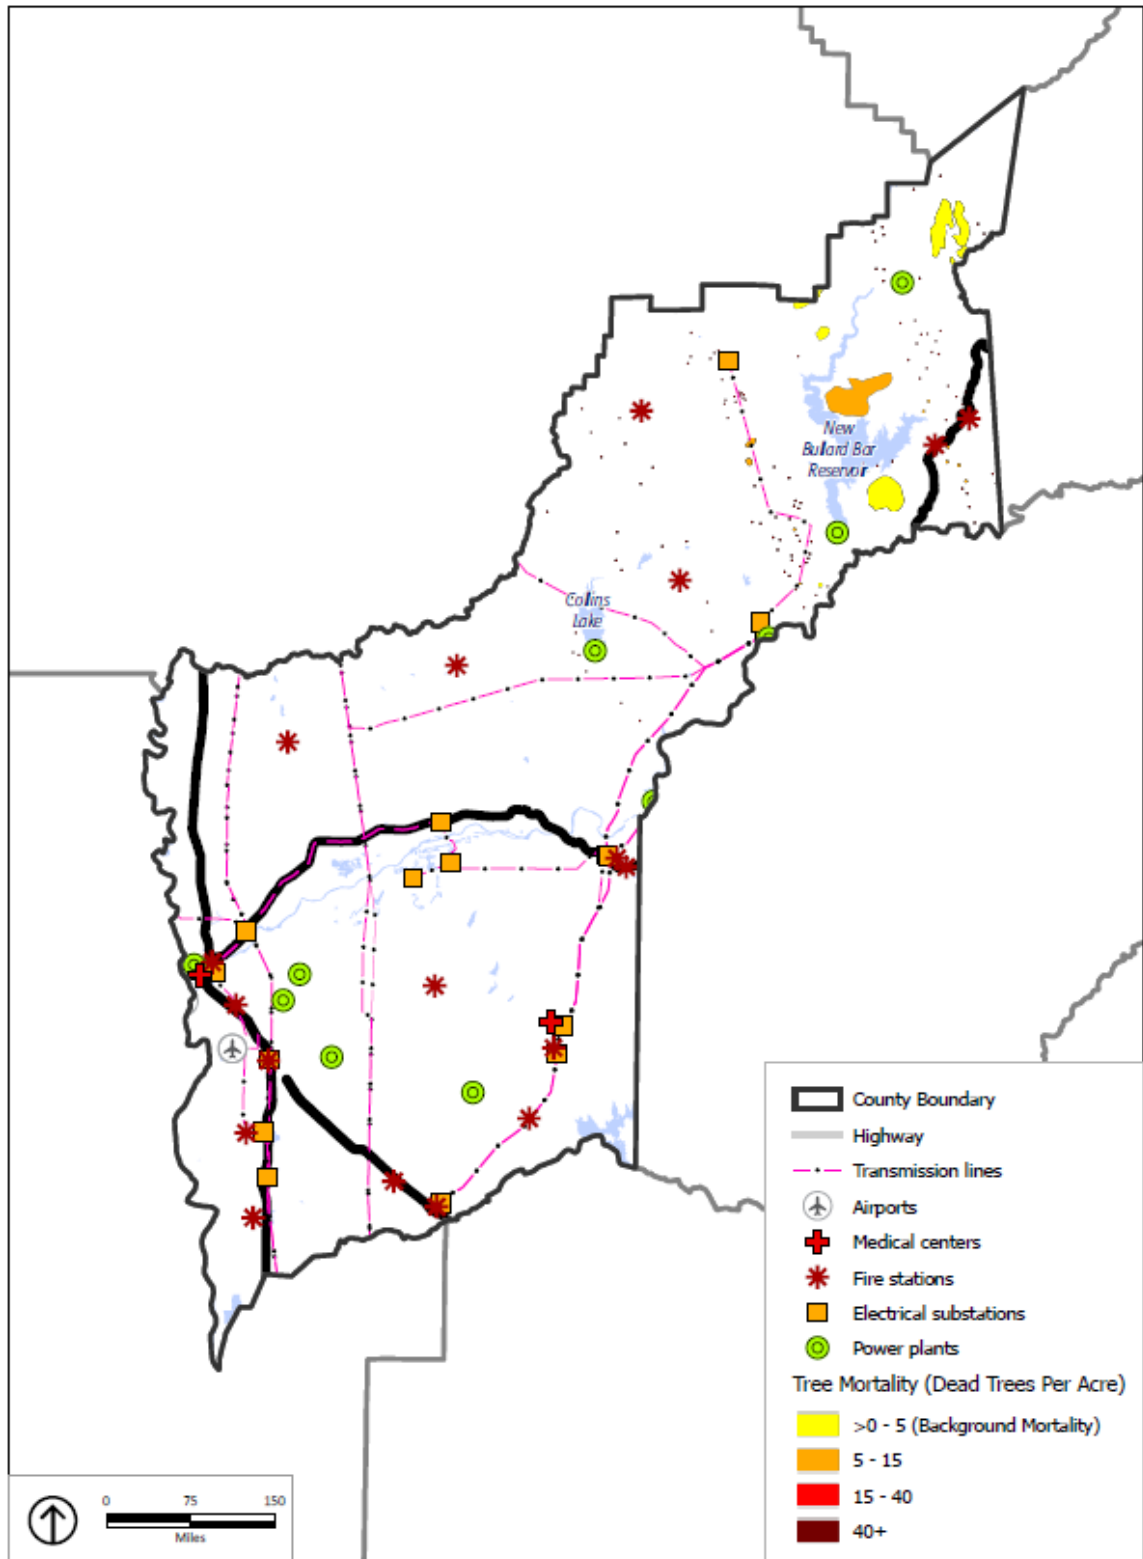 New
Bullard Bar
Reservoir
Collins
Lake
County Boundary
Highway
Transmission lines
Airports
Medical centers
Fire stations
Electrical substations
Power plants
Tree Mortality (Dead Trees Per Acre)
>0 - 5 (Background Mortality)
5 - 15
15 - 40
40+
0 75 150
Miles